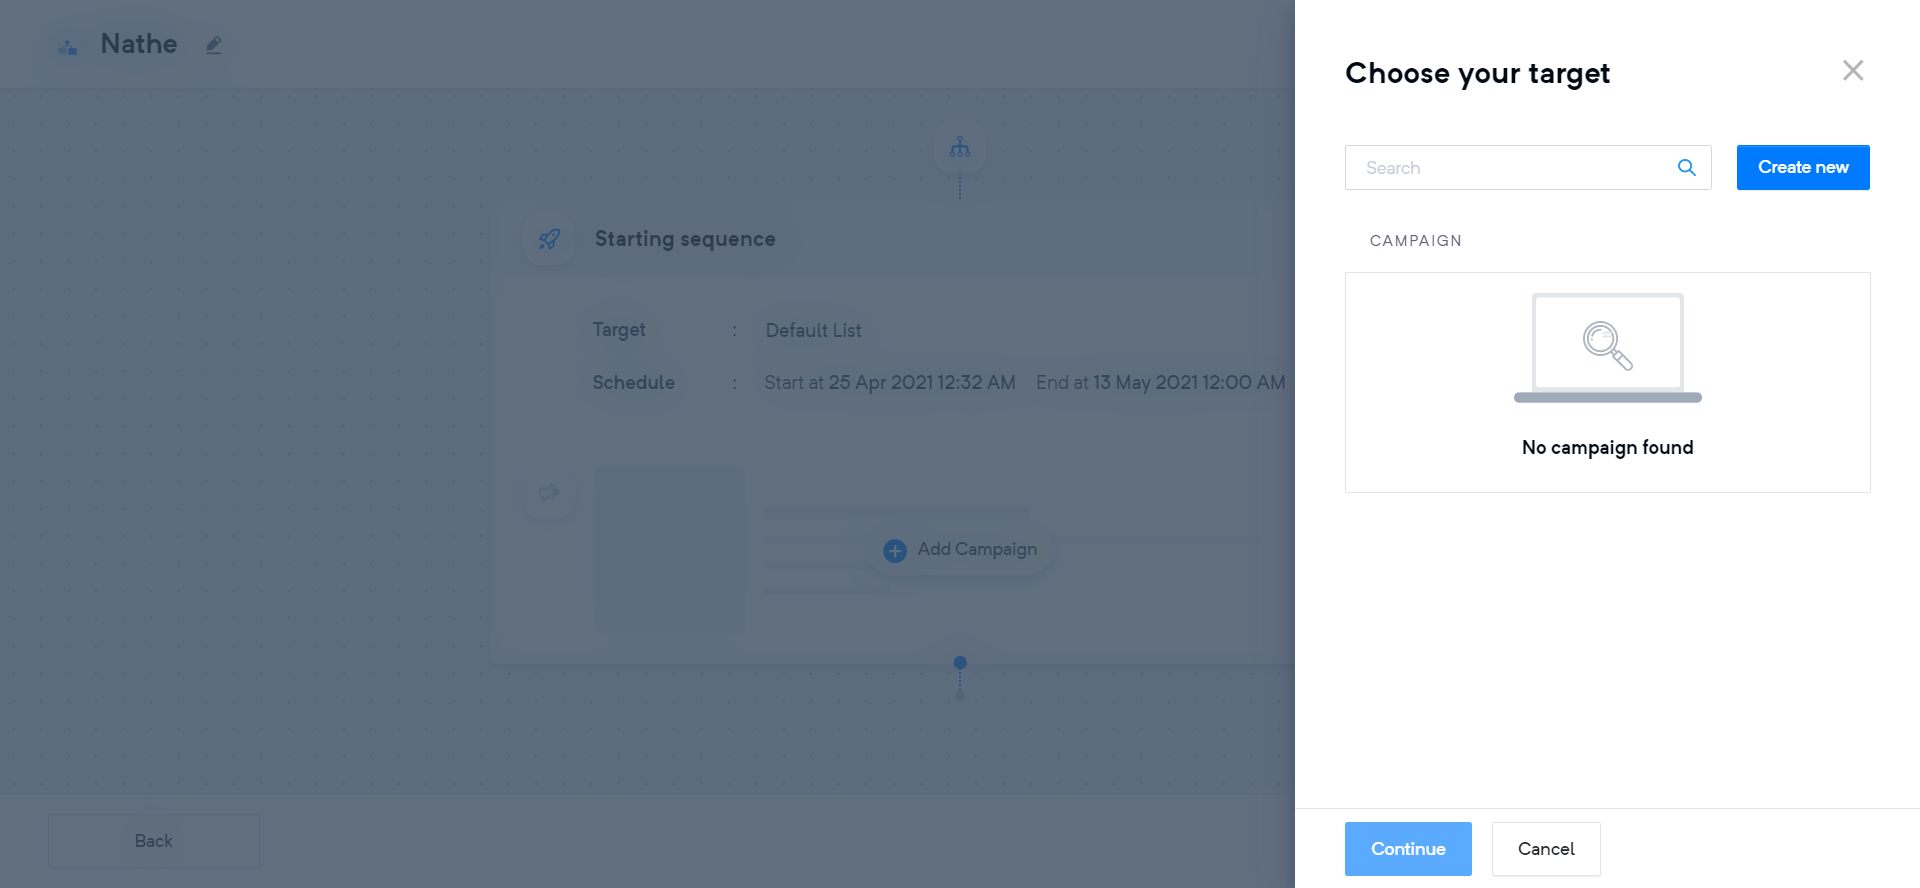 Nathe
Starting sequence
Target : Default List
Schedule : Start at 25 Apr 2021 12:32 AM End at 13 May 2021 12:00 AM
Add Campaign
Back
Choose your target
Search
Create new
CAMPAIGN
No campaign found
Continue
Cancel